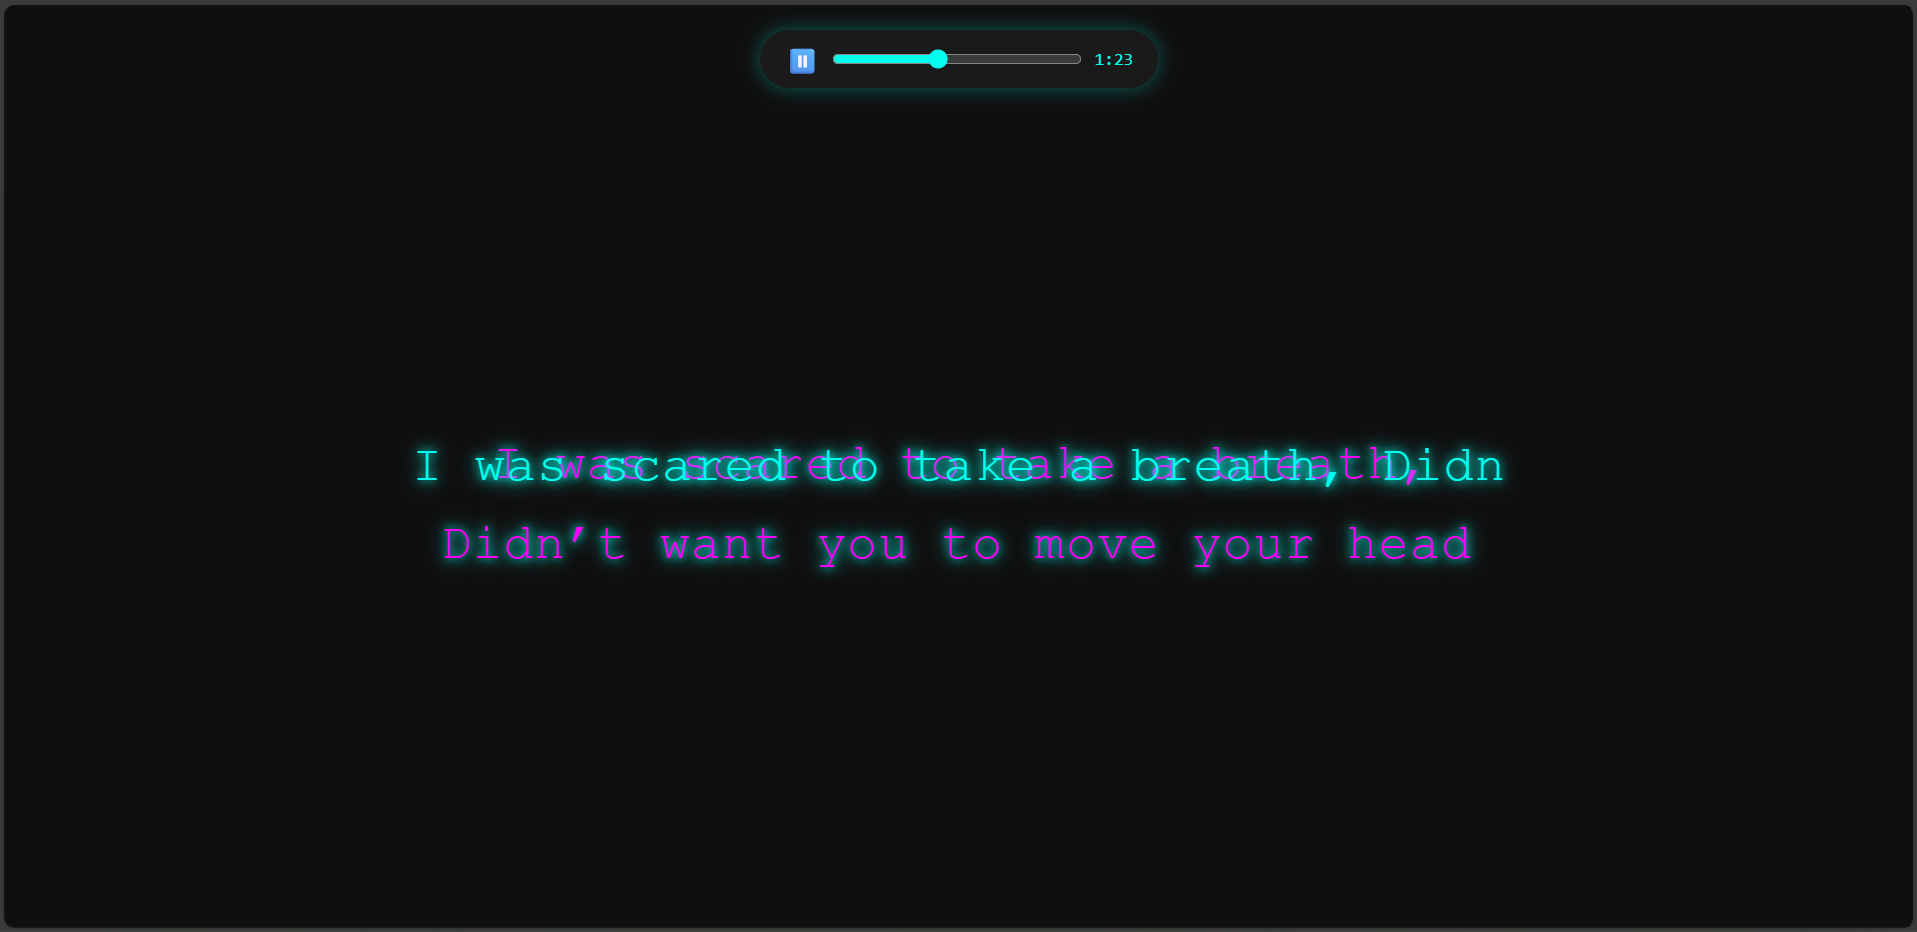 1:23
I was scared to take a breath, Didn
I was scared to take a breath,
Didn’t want you to move your head